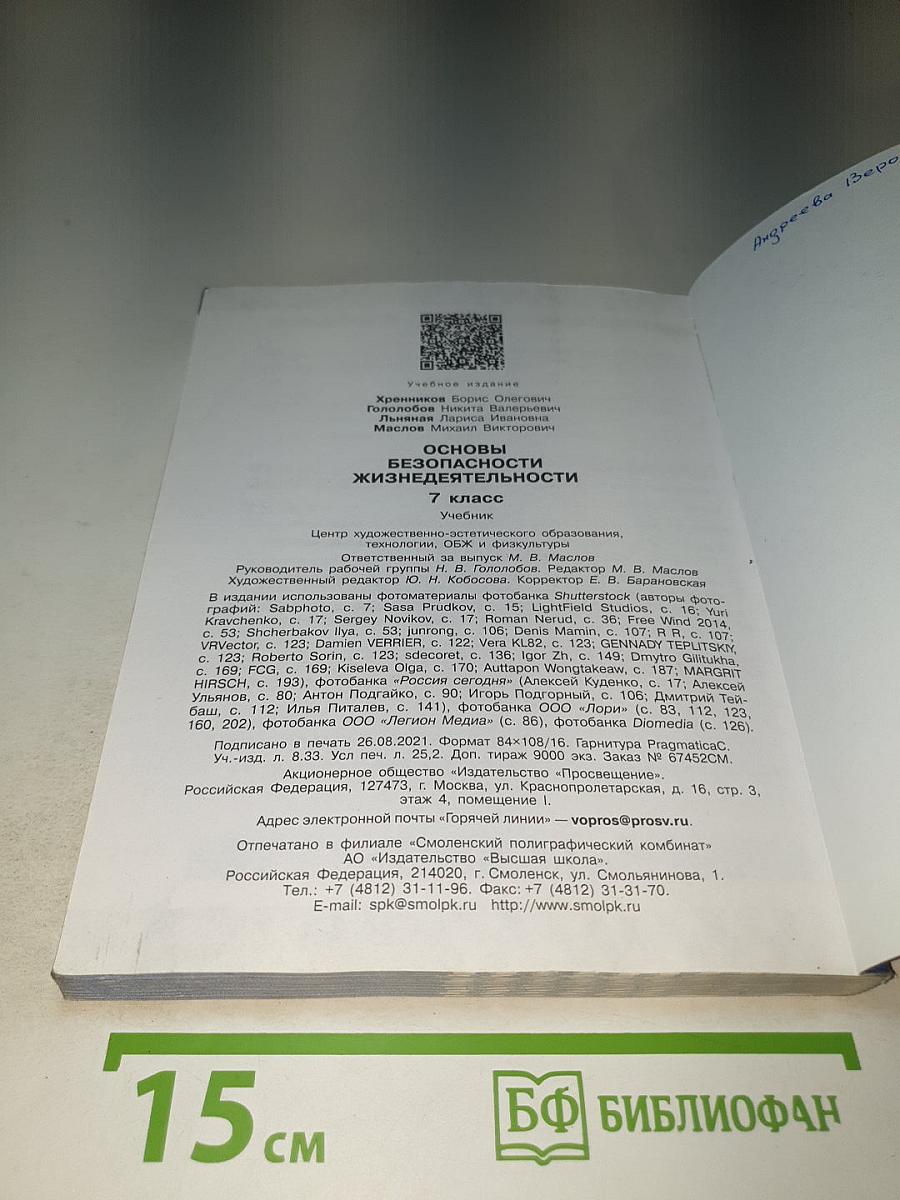 Андреева Веро
Учебное издание
Хренников Борис Олегович
Гололобов Никита Валерьевич
Льняная Лариса Ивановна
Маслов Михаил Викторович
ОСНОВЫ
БЕЗОПАСНОСТИ
ЖИЗНЕДЕЯТЕЛЬНОСТИ
7 класс
Учебник
Центр художественно-эстетического образования,
технологии, ОБЖ и физкультуры
Ответственный за выпуск М. В. Маслов
Руководитель рабочей группы Н. В. Гололобов. Редактор М. В. Маслов
Художественный редактор Ю. Н. Кобосова. Корректор Е. В. Барановская
В издании использованы фотоматериалы фотобанка Shutterstock (авторы фото-
графий: Sabphoto, с. 7; Sasa Prudkov, с. 15; LightField Studios, с. 16; Yuri
Kravchenko, с. 17; Sergey Novikov, с. 17; Roman Nerud, с. 36; Free Wind 2014,
с. 53; Shcherbakov Ilya, с. 53; junrong, с. 106; Denis Mamin, с. 107; R R, с. 107;
VRVector, с. 123; Damien VERRIER, с. 122; Vera KL82, с. 123; GENNADY TEPLITSKIY,
с. 123; Roberto Sorin, с. 123; sdecoret, с. 136; Igor Zh, с. 149; Dmytro Gilitukha,
с. 169; FCG, с. 169; Kiseleva Olga, с. 170; Auttapon Wongtakeaw, с. 187; MARGRIT
HIRSCH, с. 193), фотобанка «Россия сегодня» (Алексей Куденко, с. 17; Алексей
Ульянов, с. 80; Антон Подгайко, с. 90; Игорь Подгорный, с. 106; Дмитрий Тей-
баш, с. 112; Илья Питалев, с. 141), фотобанка ООО «Лори» (с. 83, 112, 123,
160, 202), фотобанка ООО «Легион Медиа» (с. 86), фотобанка Diomedia (с. 126).
Подписано в печать 26.08.2021. Формат 84×108/16. Гарнитура PragmaticaC.
Уч.-изд. л. 8.33. Усл печ. л. 25,2. Доп. тираж 9000 экз. Заказ № 67452СМ.
Акционерное общество «Издательство «Просвещение».
Российская Федерация, 127473, г. Москва, ул. Краснопролетарская, д. 16, стр. 3,
этаж 4, помещение I.
Адрес электронной почты «Горячей линии» — vopros@prosv.ru.
Отпечатано в филиале «Смоленский полиграфический комбинат»
АО «Издательство «Высшая школа».
Российская Федерация, 214020, г. Смоленск, ул. Смольянинова, 1.
Тел.: +7 (4812) 31-11-96. Факс: +7 (4812) 31-31-70.
E-mail: spk@smolpk.ru http://www.smolpk.ru
15 см
БФ БИБЛИОФАН